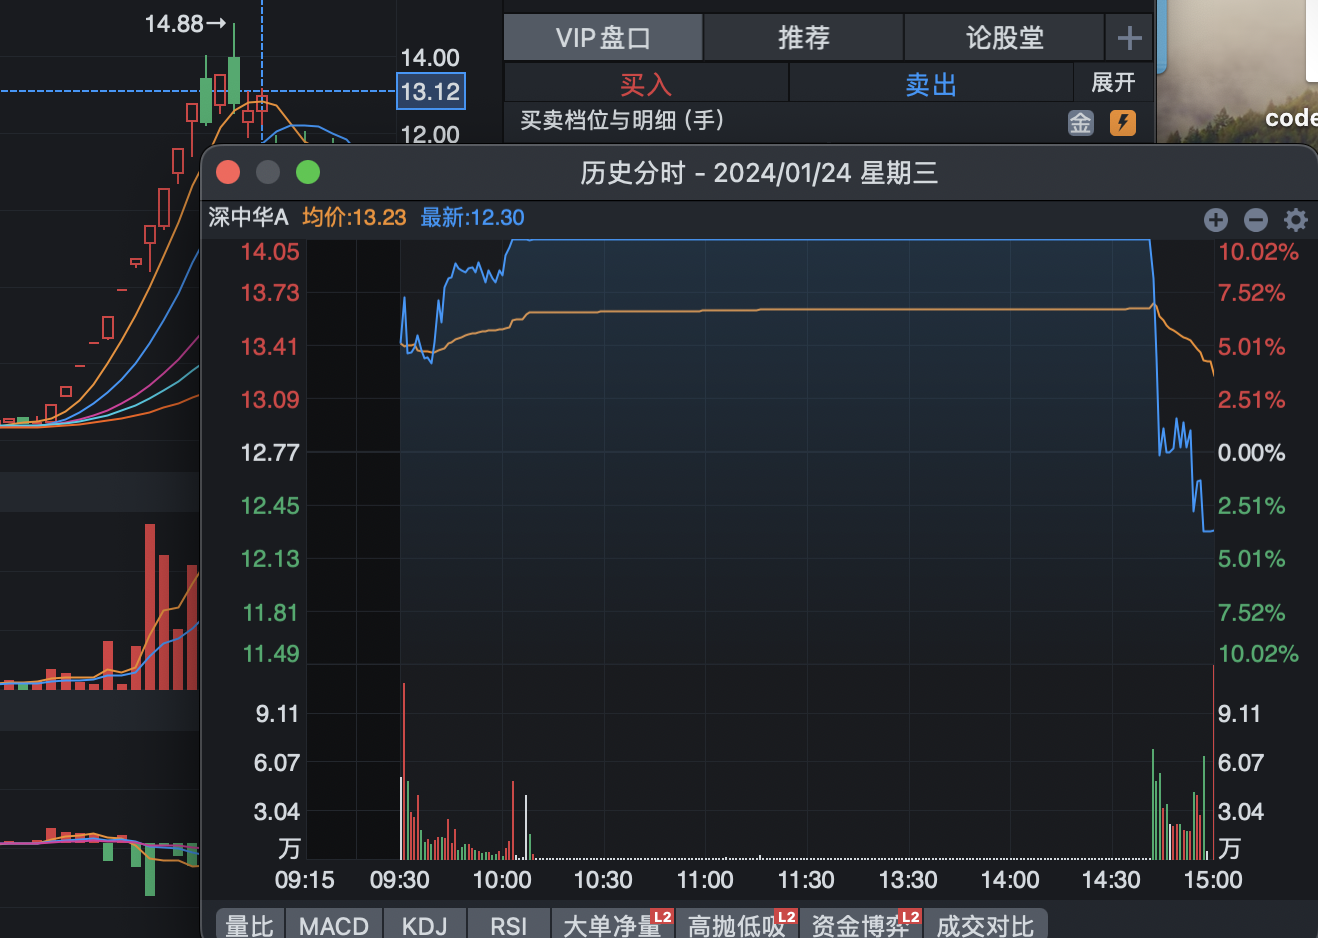 14.88→
14.00
13.12
12.00
VIP盘口 推荐 论股堂 +
买入 卖出 展开
买卖档位与明细 (手) 金
code
历史分时 - 2024/01/24 星期三
深中华A 均价:13.23 最新:12.30
14.05 10.02%
13.73 7.52%
13.41 5.01%
13.09 2.51%
12.77 0.00%
12.45 2.51%
12.13 5.01%
11.81 7.52%
11.49 10.02%
9.11 9.11
6.07 6.07
3.04 3.04
万 万
09:15 09:30 10:00 10:30 11:00 11:30 13:30 14:00 14:30 15:00
量比 MACD KDJ RSI 大单净量 L2 高抛低吸 L2 资金博弈 L2 成交对比